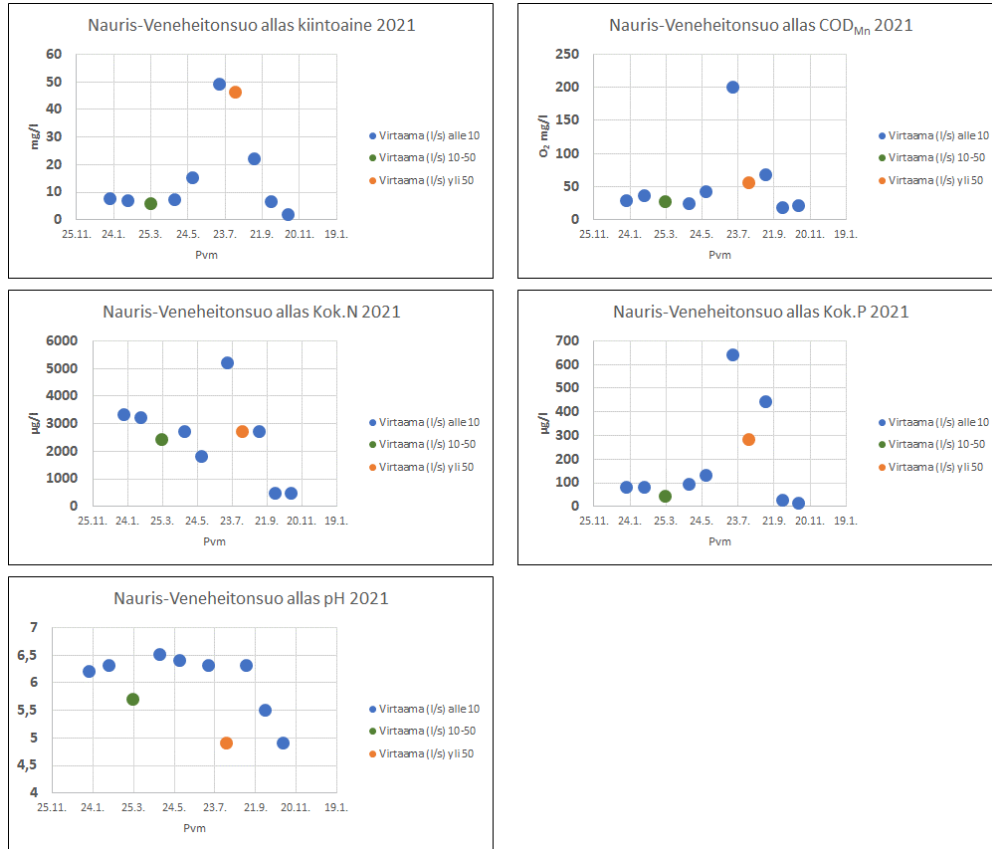 Nauris-Veneheitonsuo allas kiintoaine 2021
60
50
40
30
20
10
0
mg/l
25.11. 24.1. 25.3. 24.5. 23.7. 21.9. 20.11. 19.1.
Pvm
Virtaama (l/s) alle 10
Virtaama (l/s) 10-50
Virtaama (l/s) yli 50
Nauris-Veneheitonsuo allas COD_Mn 2021
250
200
150
100
50
0
O₂ mg/l
25.11. 24.1. 25.3. 24.5. 23.7. 21.9. 20.11. 19.1.
Pvm
Virtaama (l/s) alle 10
Virtaama (l/s) 10-50
Virtaama (l/s) yli 50
Nauris-Veneheitonsuo allas Kok.N 2021
6000
5000
4000
3000
2000
1000
0
µg/l
25.11. 24.1. 25.3. 24.5. 23.7. 21.9. 20.11. 19.1.
Pvm
Virtaama (l/s) alle 10
Virtaama (l/s) 10-50
Virtaama (l/s) yli 50
Nauris-Veneheitonsuo allas Kok.P 2021
700
600
500
400
300
200
100
0
µg/l
25.11. 24.1. 25.3. 24.5. 23.7. 21.9. 20.11. 19.1.
Pvm
Virtaama (l/s) alle 10
Virtaama (l/s) 10-50
Virtaama (l/s) yli 50
Nauris-Veneheitonsuo allas pH 2021
7
6,5
6
5,5
5
4,5
4
25.11. 24.1. 25.3. 24.5. 23.7. 21.9. 20.11. 19.1.
Pvm
Virtaama (l/s) alle 10
Virtaama (l/s) 10-50
Virtaama (l/s) yli 50